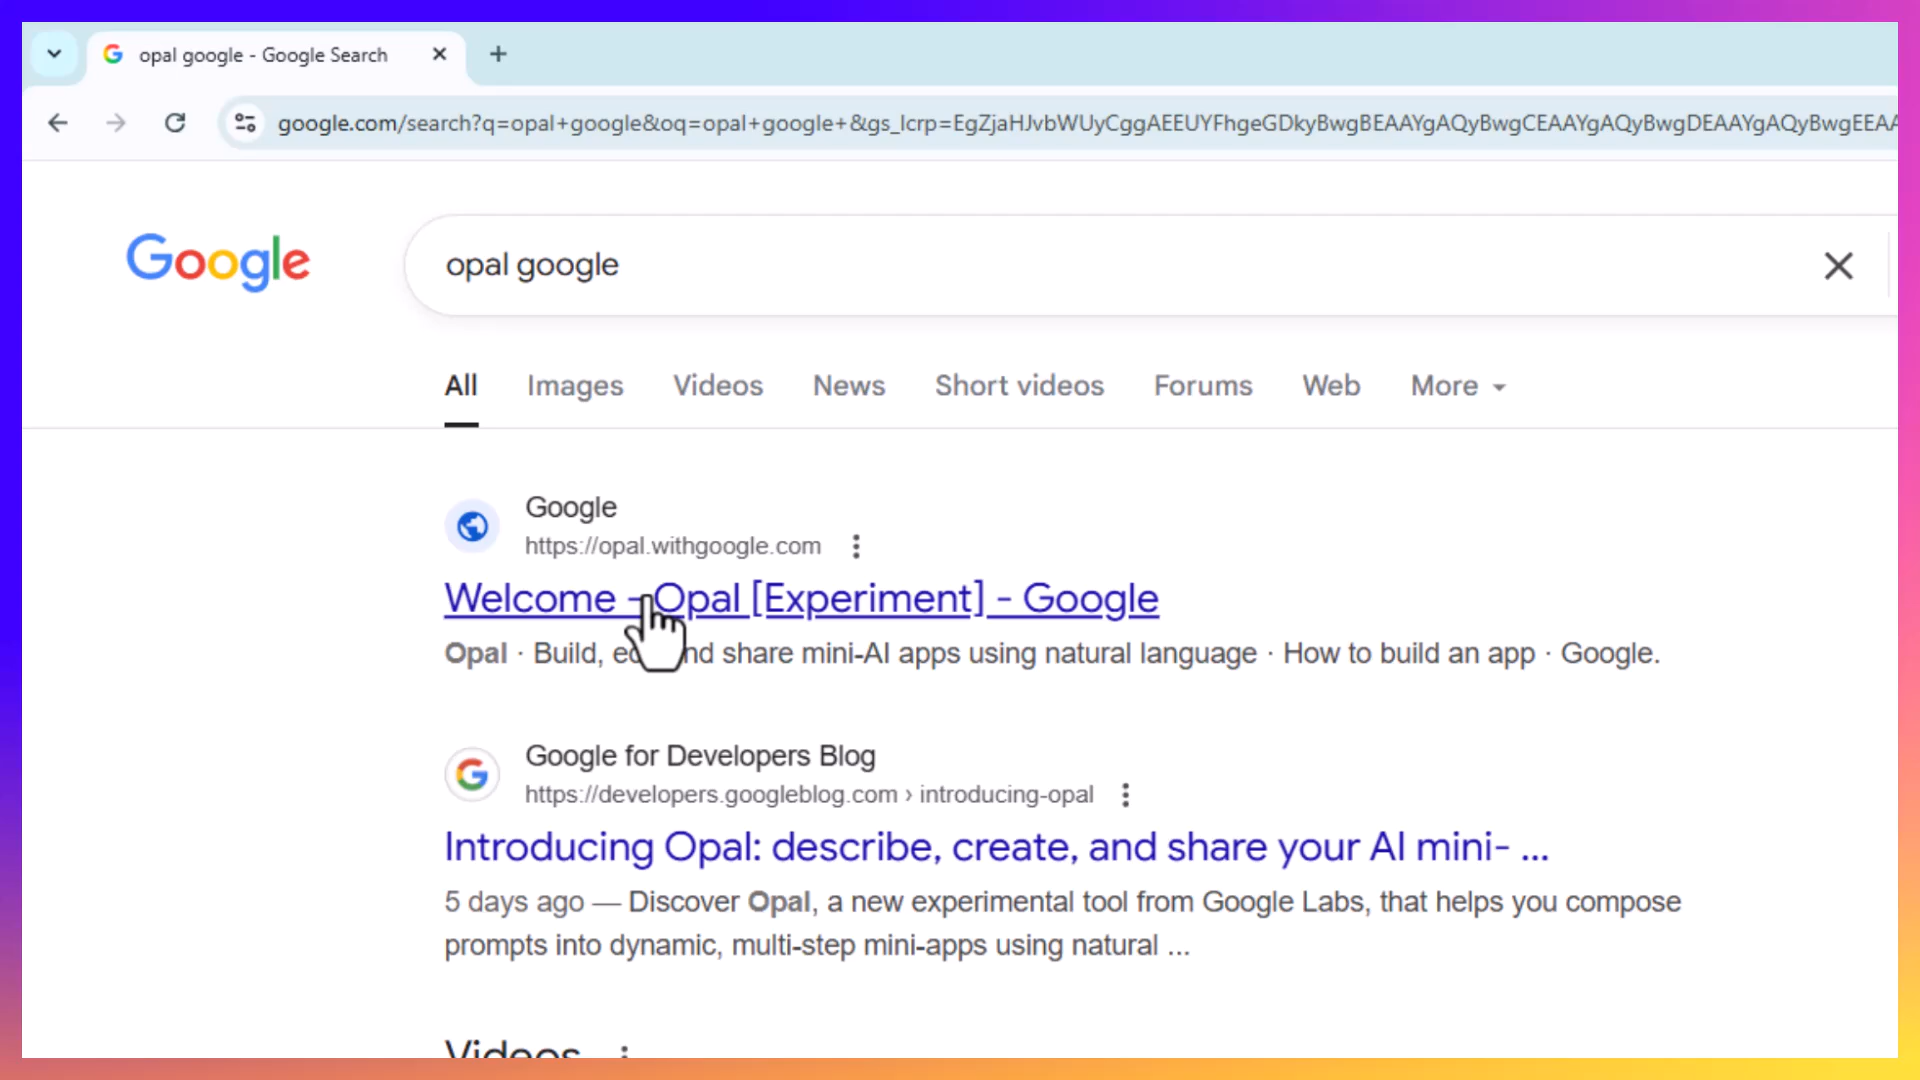 opal google - Google Search
google.com/search?q=opal+google&oq=opal+google+&gs_lcrp=EgZjaHJvbWUyCggAEEUYFhgeGDkyBwgBEAAYgAQyBwgCEAAYgAQyBwgDEAAYgAQyBwgEEAA
Google
opal google
All Images Videos News Short videos Forums Web More
Google
https://opal.withgoogle.com
Welcome - Opal [Experiment] - Google
Opal · Build, and share mini-AI apps using natural language · How to build an app · Google.
Google for Developers Blog
https://developers.googleblog.com › introducing-opal
Introducing Opal: describe, create, and share your AI mini- ...
5 days ago — Discover Opal, a new experimental tool from Google Labs, that helps you compose
prompts into dynamic, multi-step mini-apps using natural ...
Videos